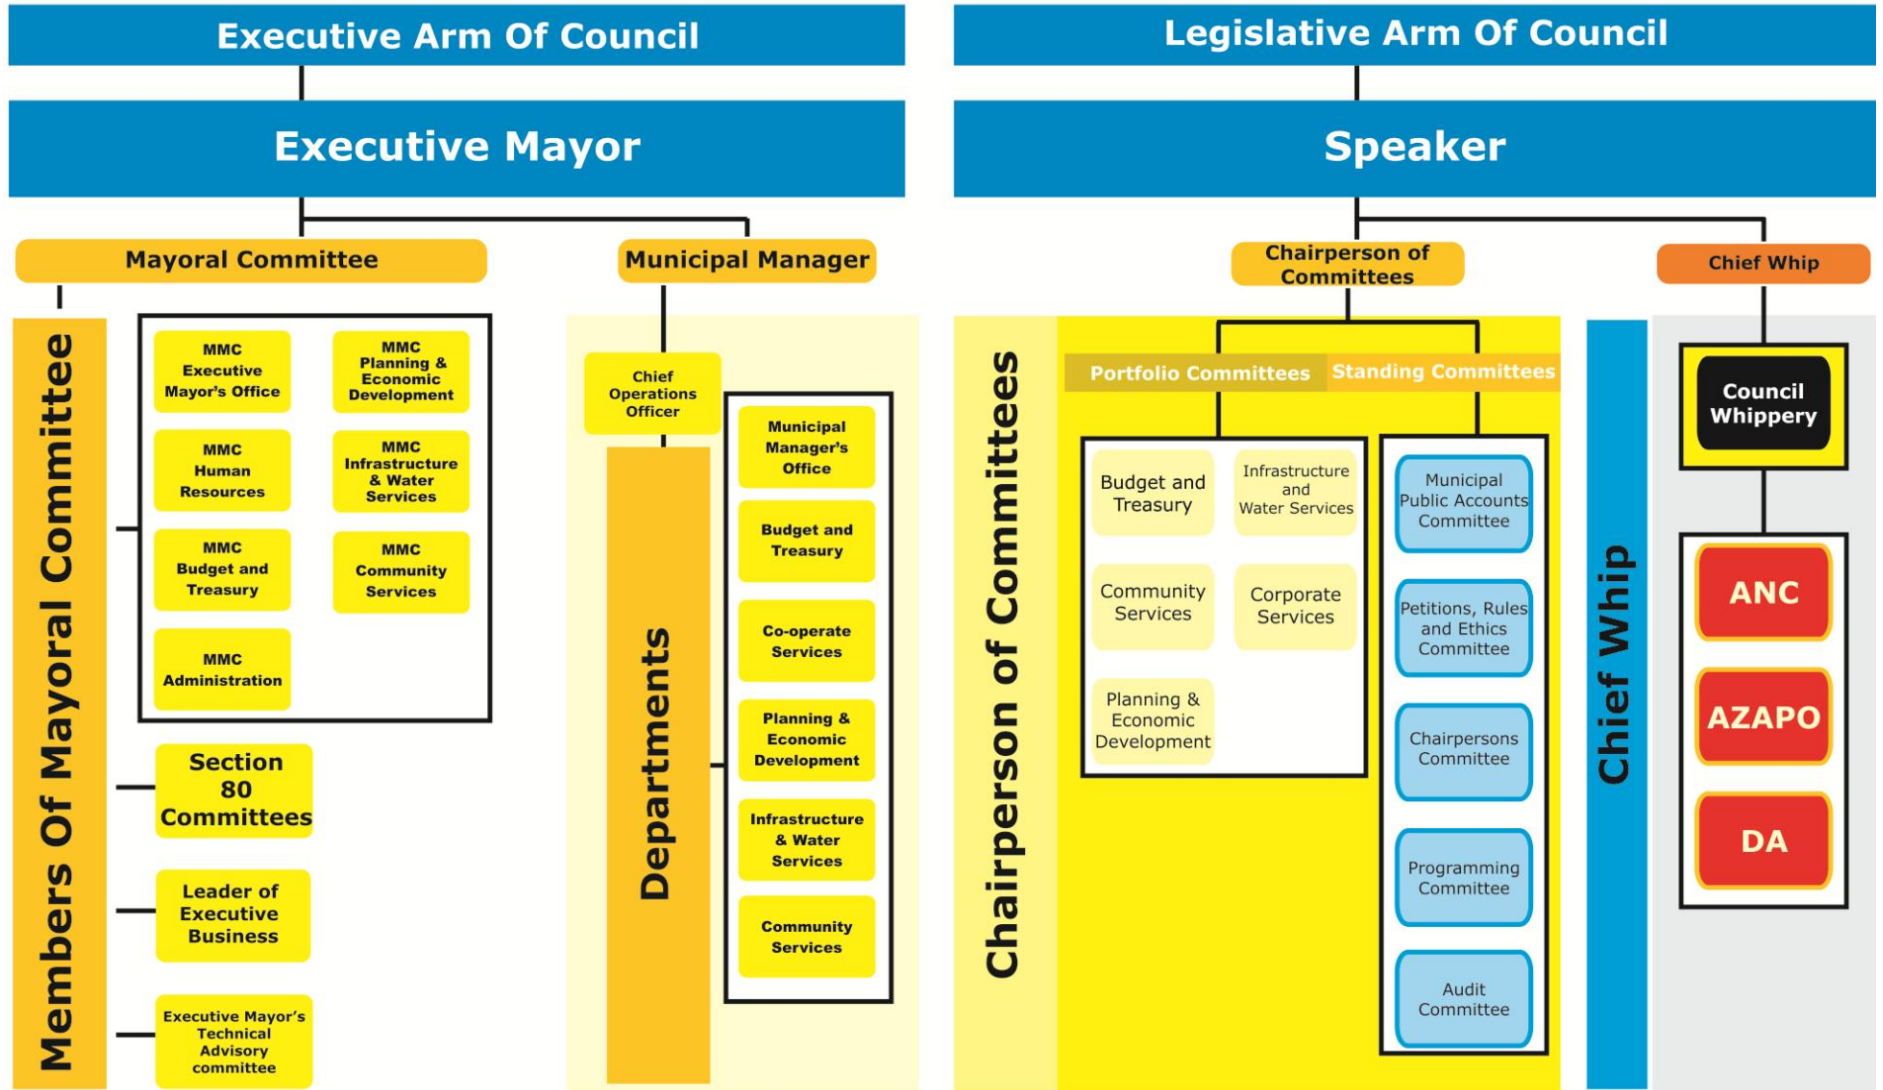 Executive Arm Of Council
Executive Mayor
Mayoral Committee
Municipal Manager
Members Of Mayoral Committee
MMC
Executive
Mayor's Office
MMC
Planning &
Economic
Development
MMC
Human
Resources
MMC
Infrastructure
& Water
Services
MMC
Budget and
Treasury
MMC
Community
Services
MMC
Administration
Section
80
Committees
Leader of
Executive
Business
Executive Mayor's
Technical
Advisory
committee
Chief
Operations
Officer
Departments
Municipal
Manager's
Office
Budget and
Treasury
Co-operate
Services
Planning &
Economic
Development
Infrastructure
& Water
Services
Community
Services
Legislative Arm Of Council
Speaker
Chairperson of
Committees
Chief Whip
Chairperson of Committees
Portfolio Committees
Standing Committees
Budget and
Treasury
Infrastructure
and
Water Services
Community
Services
Corporate
Services
Planning &
Economic
Development
Municipal
Public Accounts
Committee
Petitions, Rules
and Ethics
Committee
Chairpersons
Committee
Programming
Committee
Audit
Committee
Chief Whip
Council
Whippery
ANC
AZAPO
DA